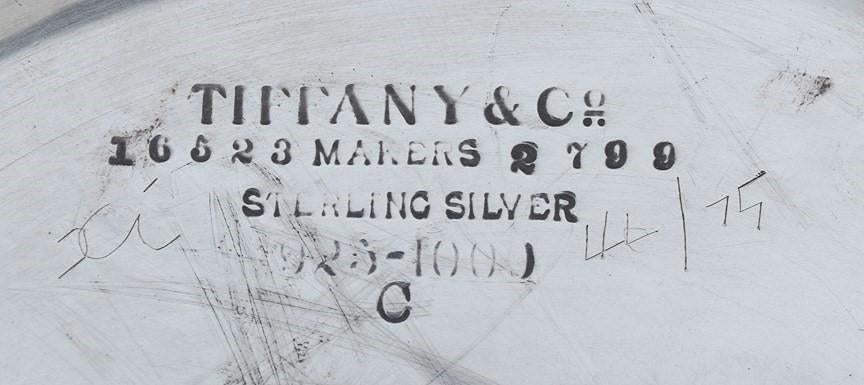 TIFFANY & Co
16523 MAKERS 2799
STERLING SILVER
925-1000
C